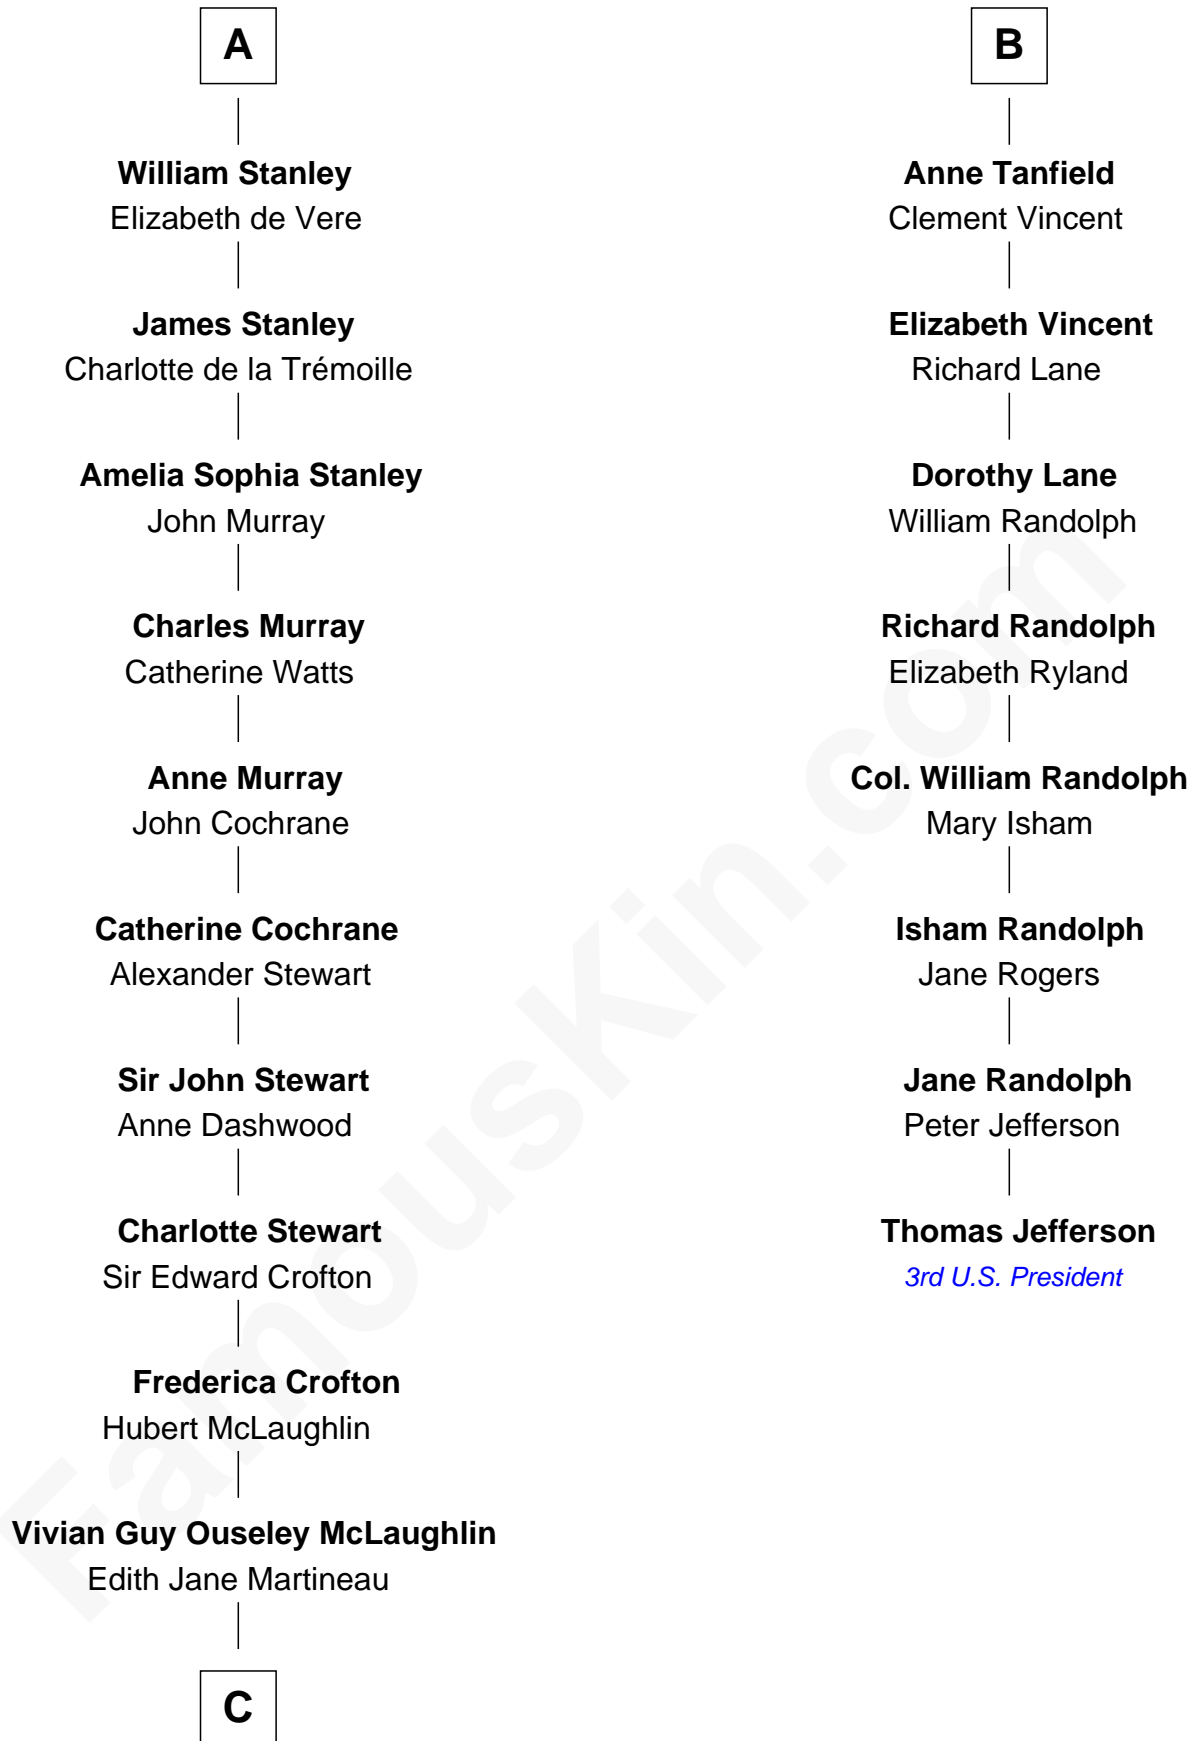 A
William Stanley
Elizabeth de Vere
James Stanley
Charlotte de la Trémoille
Amelia Sophia Stanley
John Murray
Charles Murray
Catherine Watts
Anne Murray
John Cochrane
Catherine Cochrane
Alexander Stewart
Sir John Stewart
Anne Dashwood
Charlotte Stewart
Sir Edward Crofton
Frederica Crofton
Hubert McLaughlin
Vivian Guy Ouseley McLaughlin
Edith Jane Martineau
C
B
Anne Tanfield
Clement Vincent
Elizabeth Vincent
Richard Lane
Dorothy Lane
William Randolph
Richard Randolph
Elizabeth Ryland
Col. William Randolph
Mary Isham
Isham Randolph
Jane Rogers
Jane Randolph
Peter Jefferson
Thomas Jefferson
3rd U.S. President
FamousKin.com